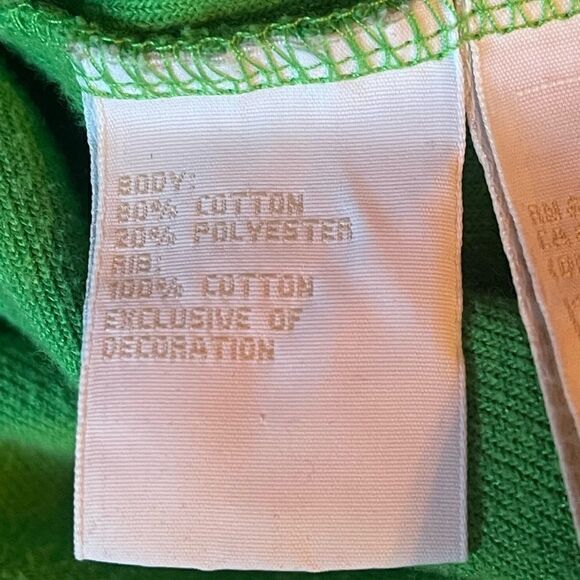 BODY:
80% COTTON
20% POLYESTER
RIB:
100% COTTON
EXCLUSIVE OF
DECORATION